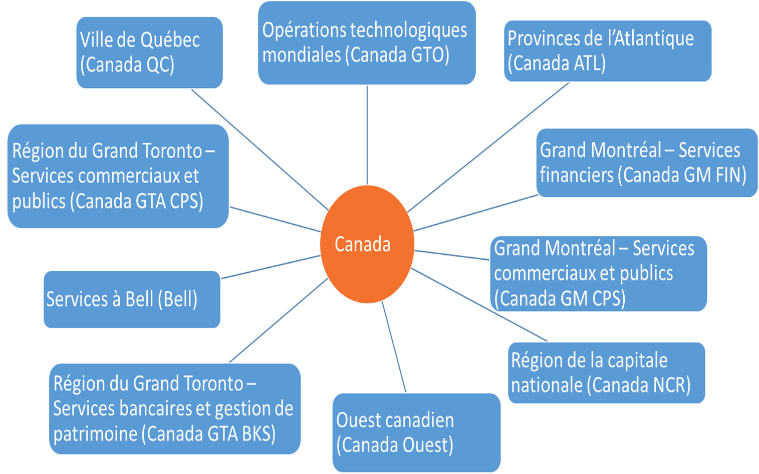 Ville de Québec
(Canada QC)
Opérations technologiques
mondiales (Canada GTO)
Provinces de l’Atlantique
(Canada ATL)
Région du Grand Toronto –
Services commerciaux et
publics (Canada GTA CPS)
Grand Montréal – Services
financiers (Canada GM FIN)
Canada
Grand Montréal – Services
commerciaux et publics
(Canada GM CPS)
Services à Bell (Bell)
Région de la capitale
nationale (Canada NCR)
Région du Grand Toronto –
Services bancaires et gestion de
patrimoine (Canada GTA BKS)
Ouest canadien
(Canada Ouest)